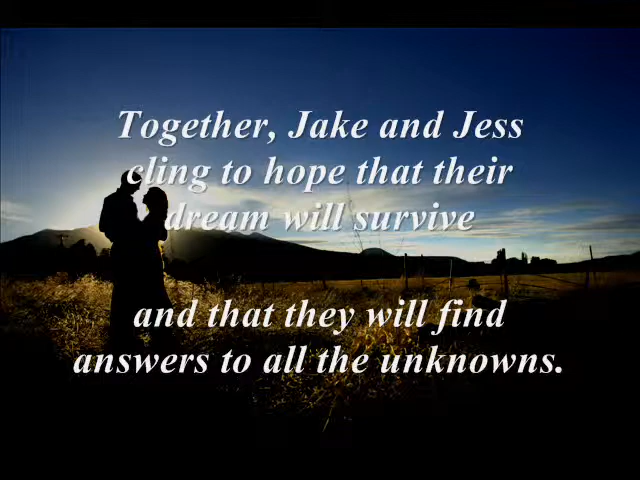 Together, Jake and Jess
cling to hope that their
dream will survive
and that they will find
answers to all the unknowns.